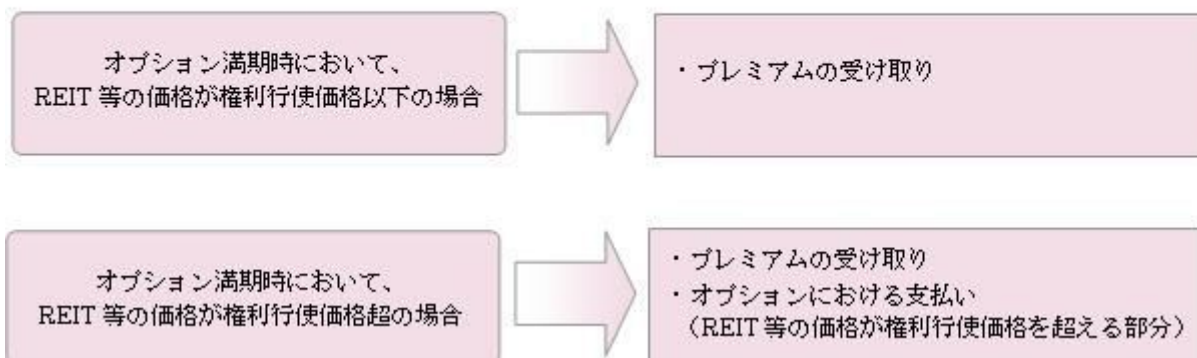 オプション満期時において、
REIT 等の価格が権利行使価格以下の場合
・プレミアムの受け取り
オプション満期時において、
REIT 等の価格が権利行使価格超の場合
・プレミアムの受け取り
・オプションにおける支払い
（REIT 等の価格が権利行使価格を超える部分）